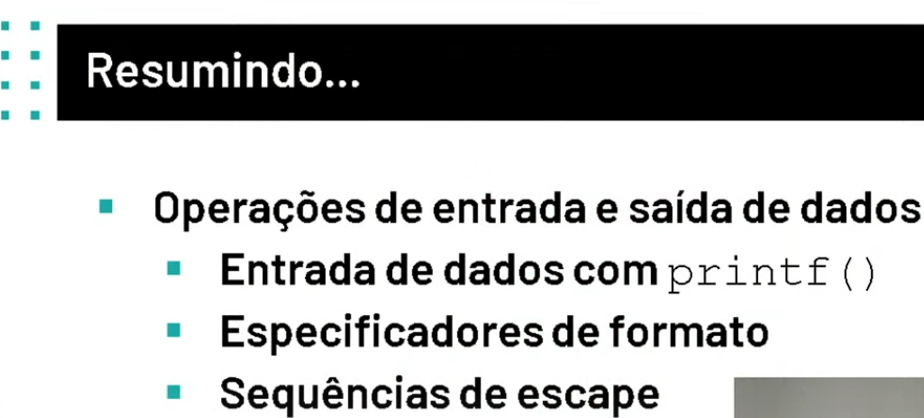 Resumindo...
Operações de entrada e saída de dados
Entrada de dados com printf()
Especificadores de formato
Sequências de escape